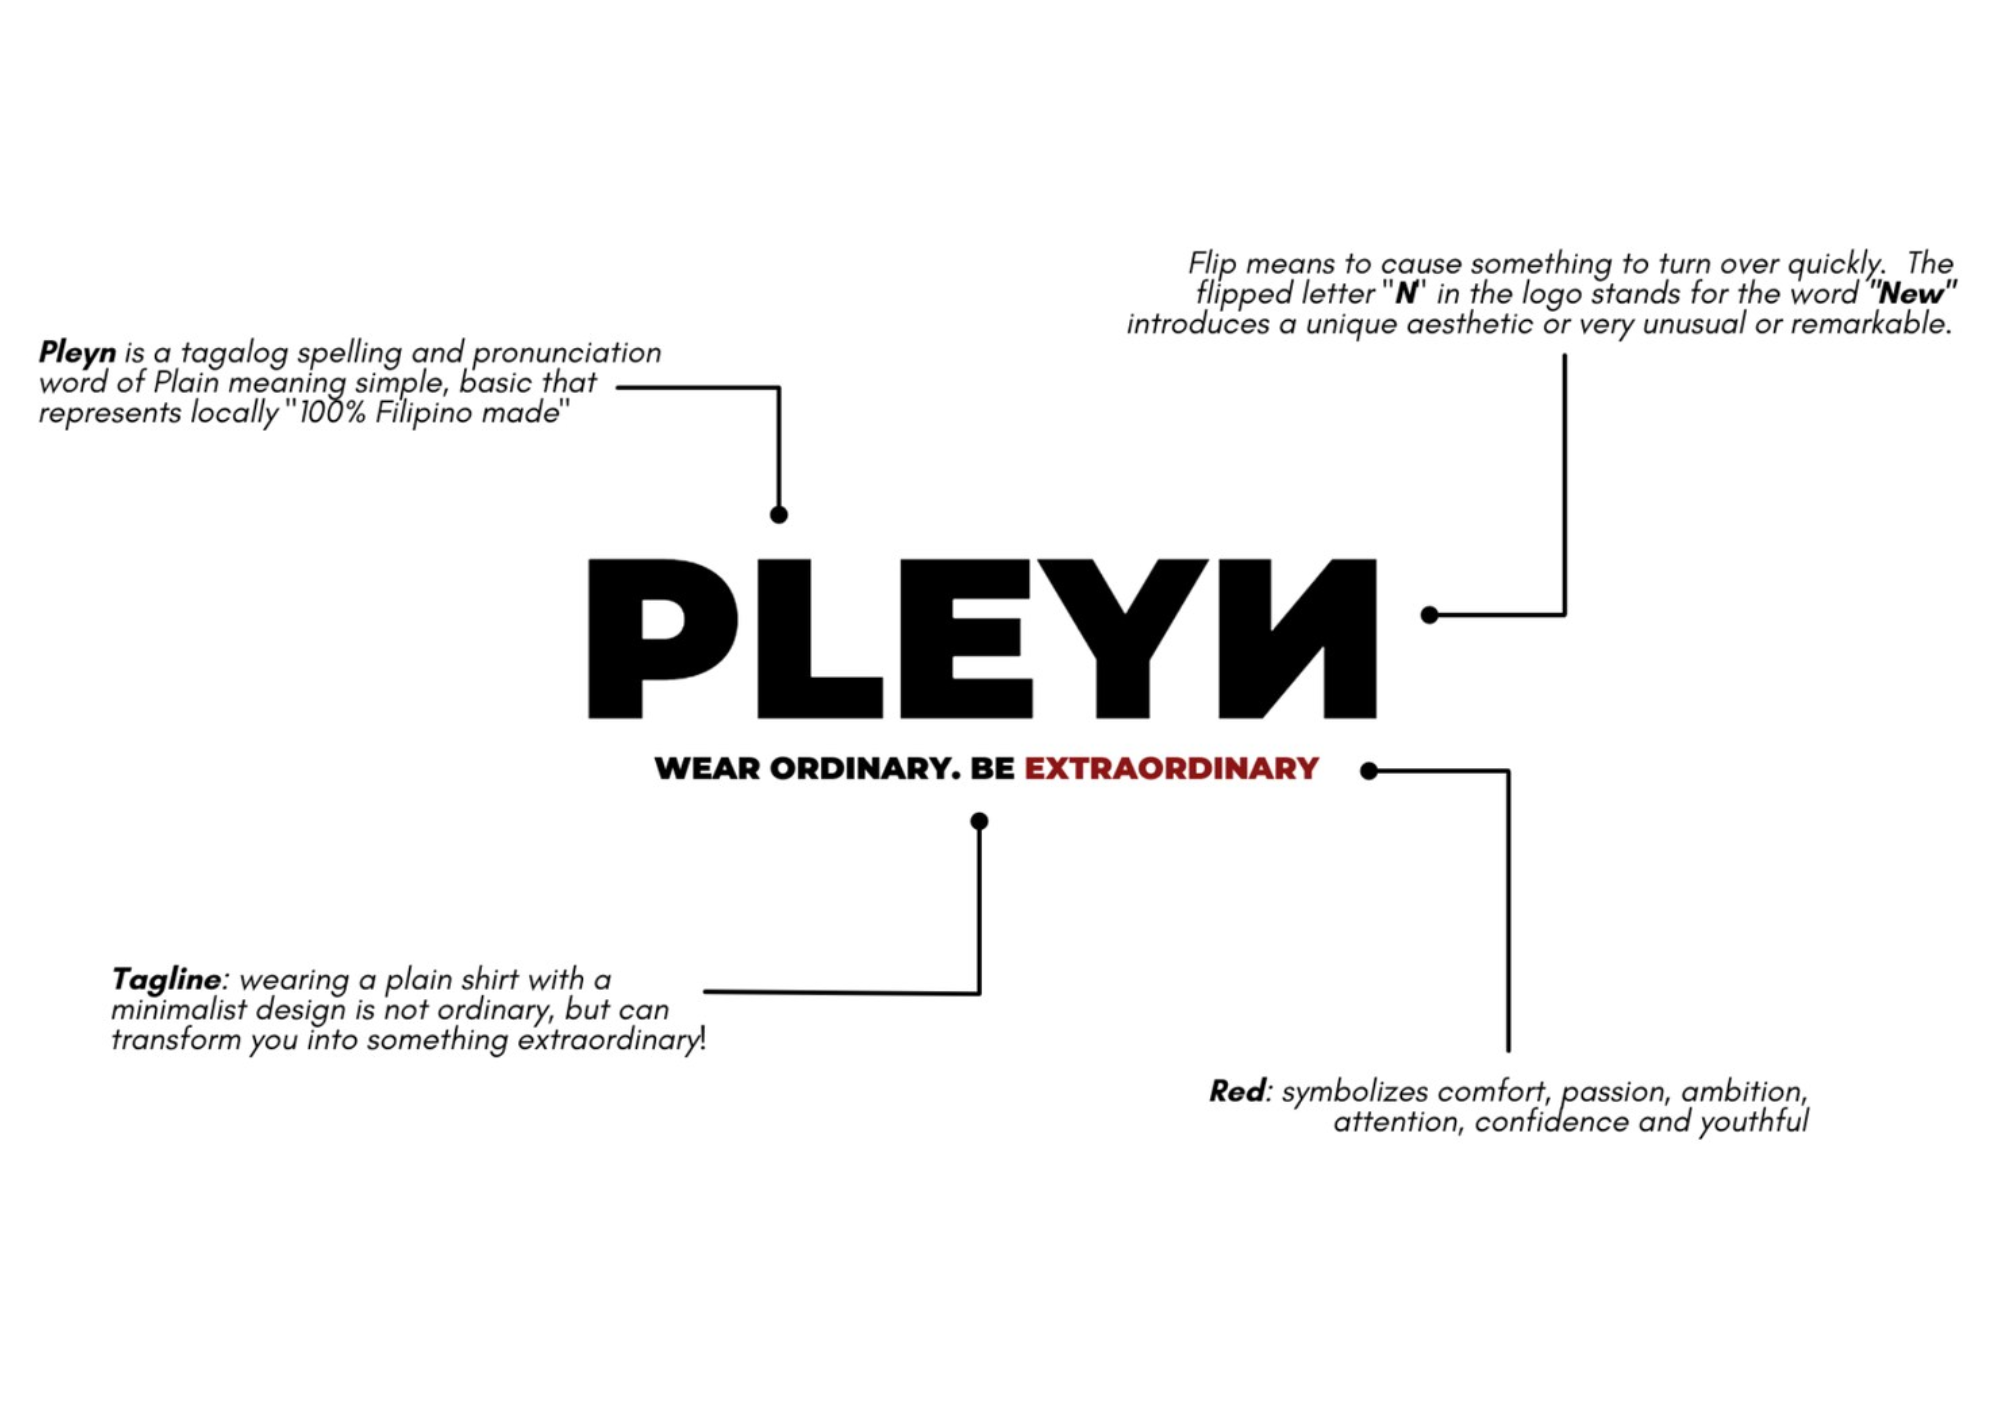 Flip means to cause something to turn over quickly.  The
flipped letter "N" in the logo stands for the word "New"
introduces a unique aesthetic or very unusual or remarkable.
Pleyn is a tagalog spelling and pronunciation
word of Plain meaning simple, basic that
represents locally "100% Filipino made"
PLEYИ
WEAR ORDINARY. BE EXTRAORDINARY
Tagline: wearing a plain shirt with a
minimalist design is not ordinary, but can
transform you into something extraordinary!
Red: symbolizes comfort, passion, ambition,
attention, confidence and youthful